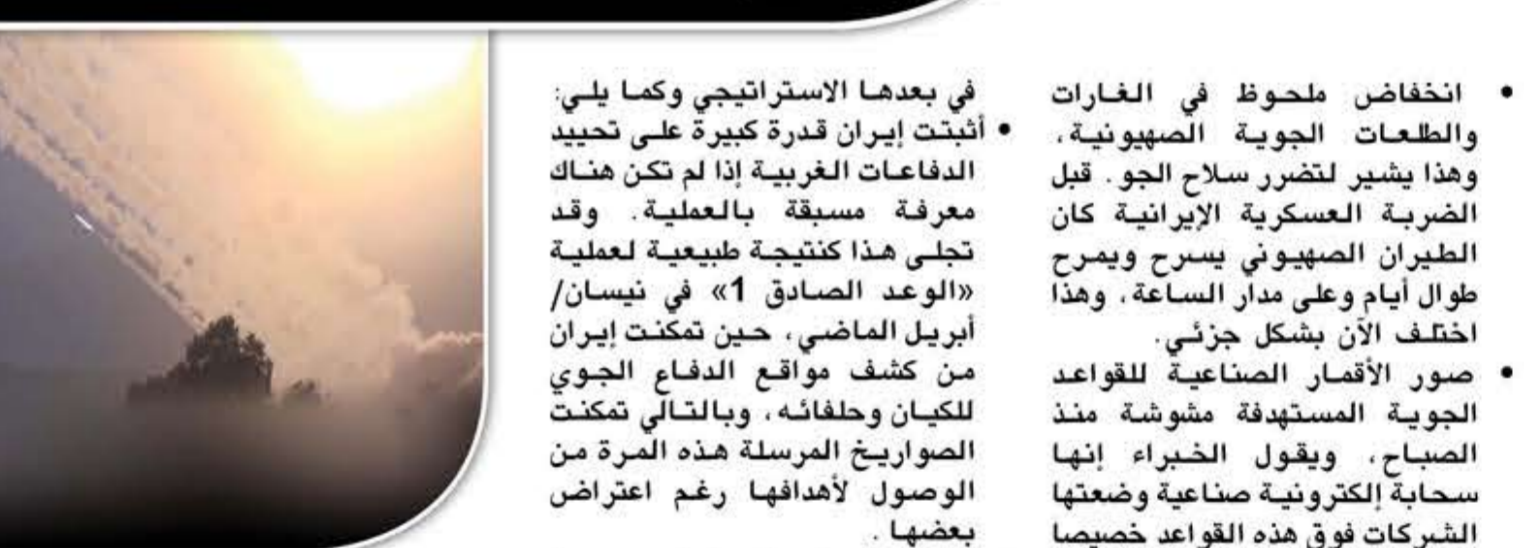 • انخفاض ملحوظ في الغارات
والطلعات الجوية الصهيونية،
وهذا يشير لتضرر سلاح الجو. قبل
الضربة العسكرية الإيرانية كان
الطيران الصهيوني يسرح ويمرح
طوال أيام وعلى مدار الساعة، وهذا
اختلف الآن بشكل جزئي.
• صور الأقمار الصناعية للقواعد
الجوية المستهدفة مشوشة منذ
الصباح، ويقول الخبراء إنها
سحابة إلكترونية صناعية وضعتها
الشركات فوق هذه القواعد خصيصا
في بعدها الاستراتيجي وكما يلي:
• أثبتت إيران قدرة كبيرة على تحييد
الدفاعات الغربية إذا لم تكن هناك
معرفة مسبقة بالعملية. وقد
تجلى هذا كنتيجة طبيعية لعملية
«الوعد الصادق 1» في نيسان/
أبريل الماضي، حين تمكنت إيران
من كشف مواقع الدفاع الجوي
للكيان وحلفائه، وبالتالي تمكنت
الصواريخ المرسلة هذه المرة من
الوصول لأهدافها رغم اعتراض
بعضها.